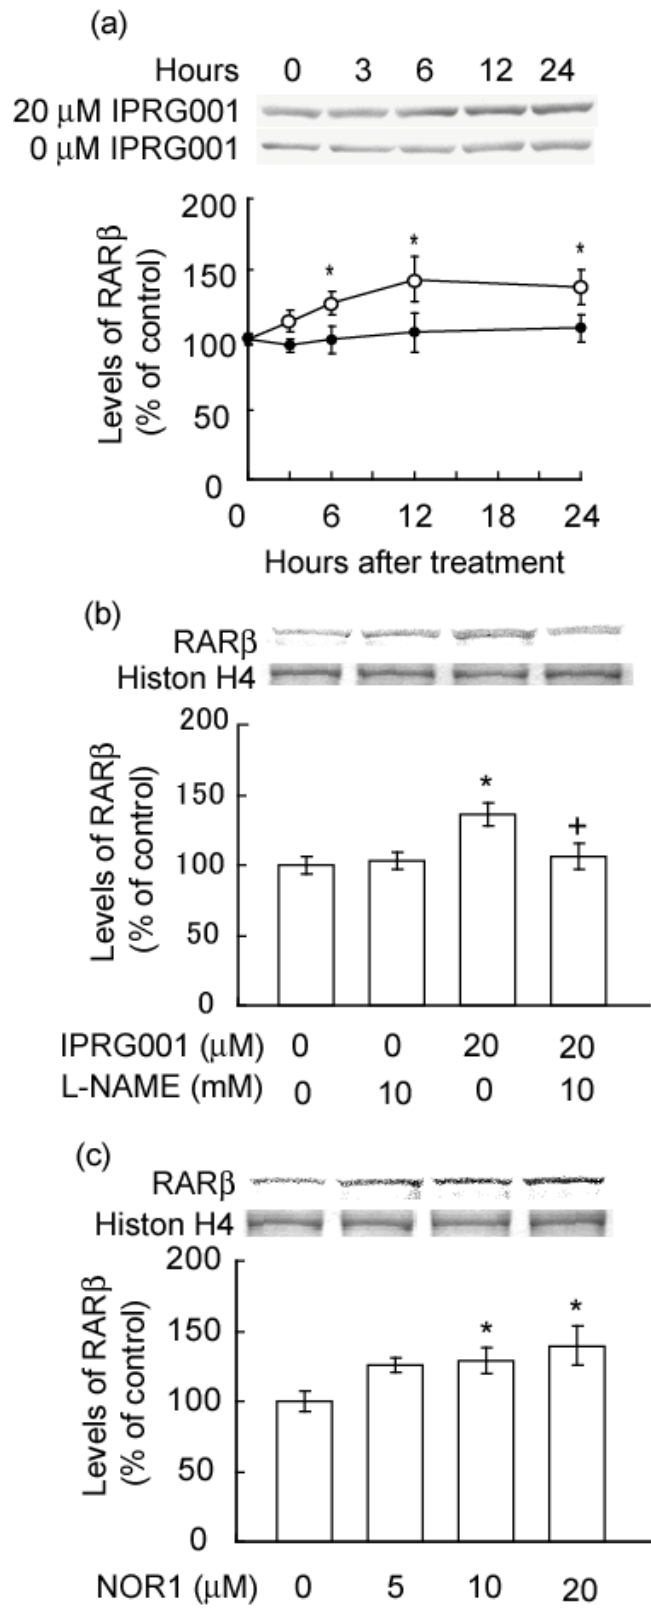 (a)
Hours 0 3 6 12 24
20 μM IPRG001
0 μM IPRG001
Levels of RARβ
(% of control)
200
150
100
50
0
* * *
0 6 12 18 24
Hours after treatment
(b)
RARβ
Histon H4
Levels of RARβ
(% of control)
200
150
100
50
0
* +
IPRG001 (μM) 0 0 20 20
L-NAME (mM) 0 10 0 10
(c)
RARβ
Histon H4
Levels of RARβ
(% of control)
200
150
100
50
0
* *
NOR1 (μM) 0 5 10 20